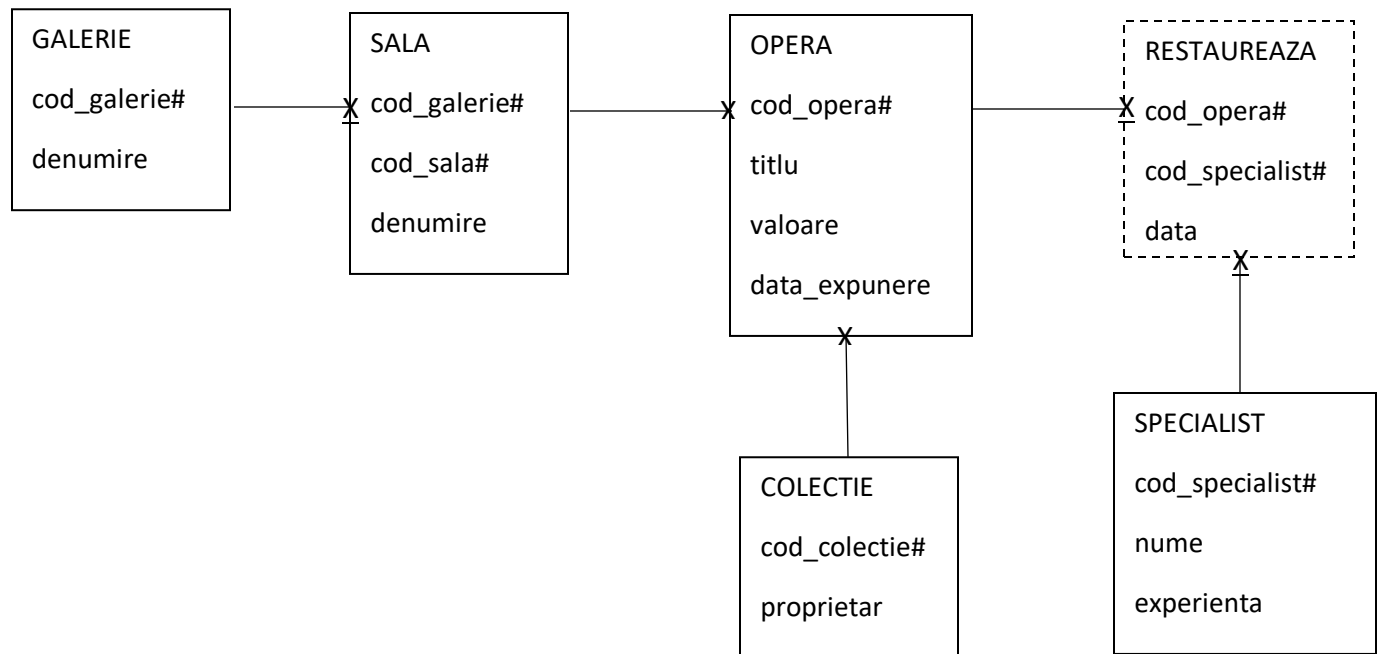 GALERIE
cod_galerie#
denumire
SALA
cod_galerie#
cod_sala#
denumire
OPERA
cod_opera#
titlu
valoare
data_expunere
RESTAUREAZA
cod_opera#
cod_specialist#
data
COLECTIE
cod_colectie#
proprietar
SPECIALIST
cod_specialist#
nume
experienta
X
X
X
X
X